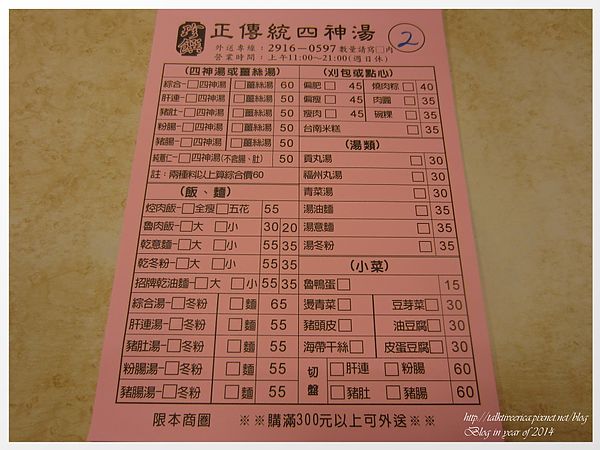 正傳統四神湯 2
外送專線：2916-0597 數量請寫□內
營業時間：上午11:00~21:00(週日休)
(四神湯或薑絲湯)
綜合-□四神湯 □薑絲湯 60
肝連-□四神湯 □薑絲湯 50
豬肚-□四神湯 □薑絲湯 50
粉腸-□四神湯 □薑絲湯 50
豬腸-□四神湯 □薑絲湯 50
純薏仁-□四神湯(不含腸、肚) 50
註：兩種料以上算綜合價60
(飯、麵)
焢肉飯-□全瘦□五花 55
魯肉飯-□大 □小 30 20
乾意麵-□大 □小 55 35
乾冬粉-□大 □小 55 35
招牌乾油麵-□大 □小 55 35
綜合湯-□冬粉 □麵 65
肝連湯-□冬粉 □麵 55
豬肚湯-□冬粉 □麵 55
粉腸湯-□冬粉 □麵 55
豬腸湯-□冬粉 □麵 55
(刈包或點心)
偏肥□ 45 燒肉粽□ 40
偏瘦□ 45 肉圓□ 35
瘦肉□ 45 碗粿□ 35
台南米糕 □ 35
(湯類)
貢丸湯 □ 30
福州丸湯 □ 30
青菜湯 □ 30
湯油麵 □ 35
湯意麵 □ 35
湯冬粉 □ 35
(小菜)
魯鴨蛋□ 15
燙青菜□ 豆芽菜□ 30
豬頭皮□ 油豆腐□ 30
海帶干絲□ 皮蛋豆腐□ 30
切盤 □肝連 □粉腸 60
□豬肚 □豬腸 60
限本商圈 ※※購滿300元以上可外送※※
http://talktweerica.pixnet.net/blog
Blog in year of 2014